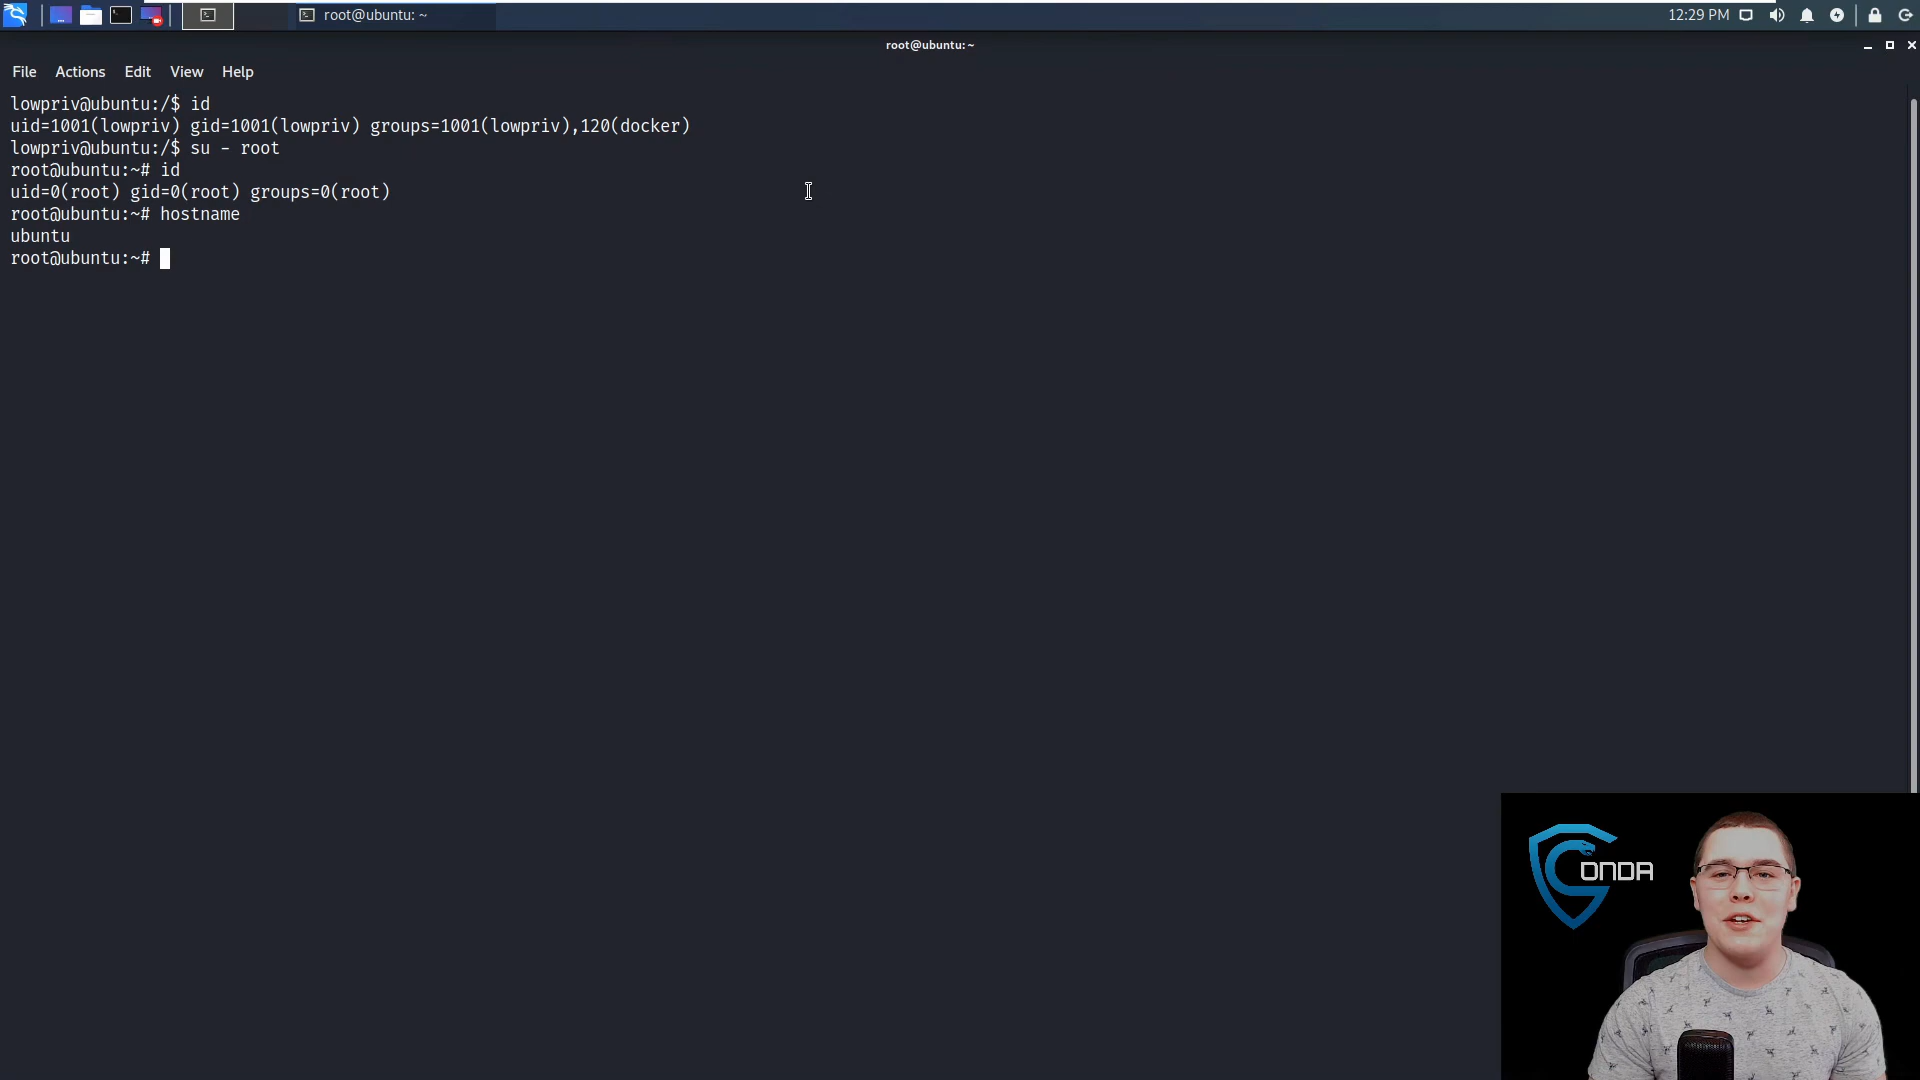 root@ubuntu: ~
12:29 PM
root@ubuntu: ~
File Actions Edit View Help
lowpriv@ubuntu:/$ id
uid=1001(lowpriv) gid=1001(lowpriv) groups=1001(lowpriv),120(docker)
lowpriv@ubuntu:/$ su - root
root@ubuntu:~# id
uid=0(root) gid=0(root) groups=0(root)
root@ubuntu:~# hostname
ubuntu
root@ubuntu:~#
CONDA